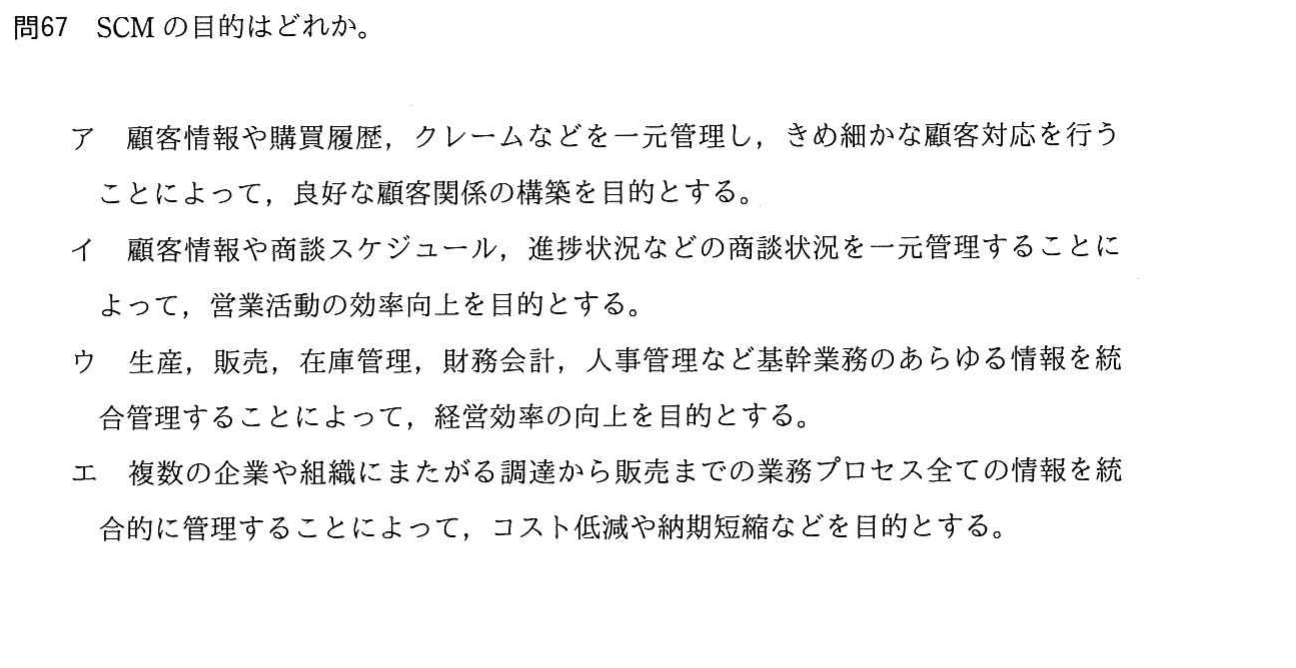 問67 SCM の目的はどれか。
ア 顧客情報や購買履歴，クレームなどを一元管理し，きめ細かな顧客対応を行う
ことによって，良好な顧客関係の構築を目的とする。
イ 顧客情報や商談スケジュール，進捗状況などの商談状況を一元管理することに
よって，営業活動の効率向上を目的とする。
ウ 生産，販売，在庫管理，財務会計，人事管理など基幹業務のあらゆる情報を統
合管理することによって，経営効率の向上を目的とする。
エ 複数の企業や組織にまたがる調達から販売までの業務プロセス全ての情報を統
合的に管理することによって，コスト低減や納期短縮などを目的とする。